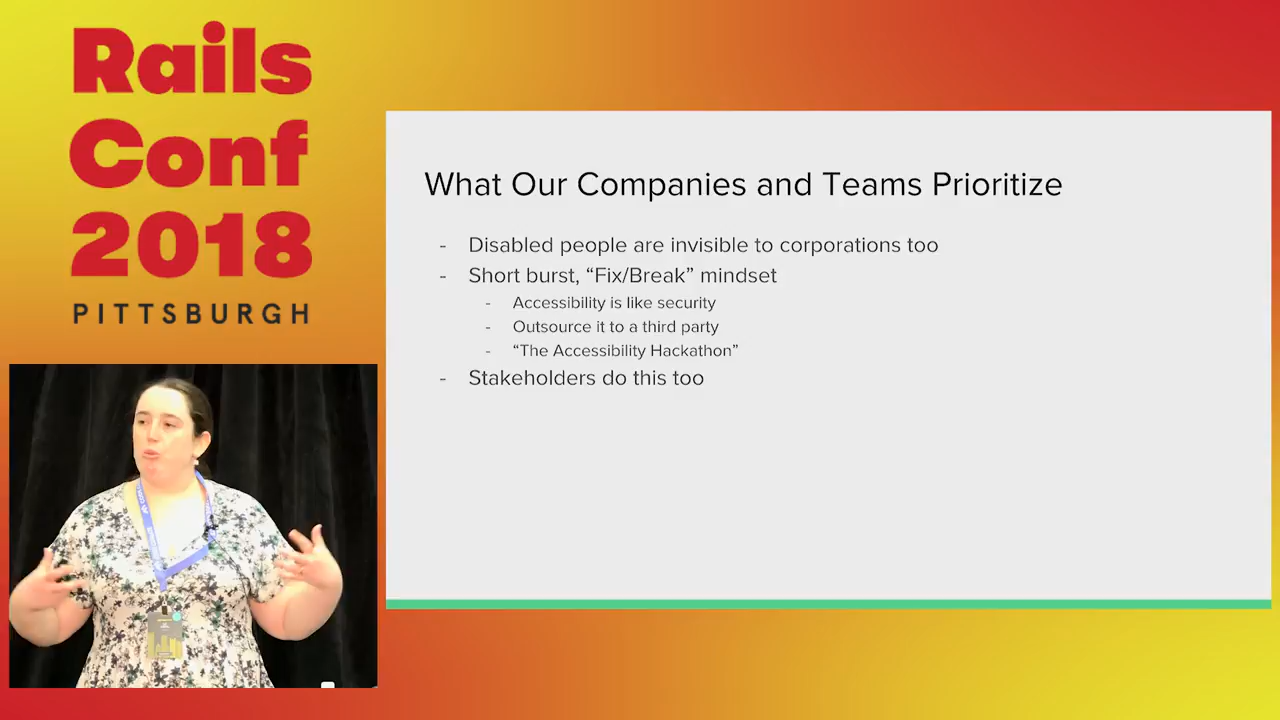 Rails
Conf
2018
PITTSBURGH
What Our Companies and Teams Prioritize
- Disabled people are invisible to corporations too
- Short burst, “Fix/Break” mindset
- Accessibility is like security
- Outsource it to a third party
- “The Accessibility Hackathon”
- Stakeholders do this too